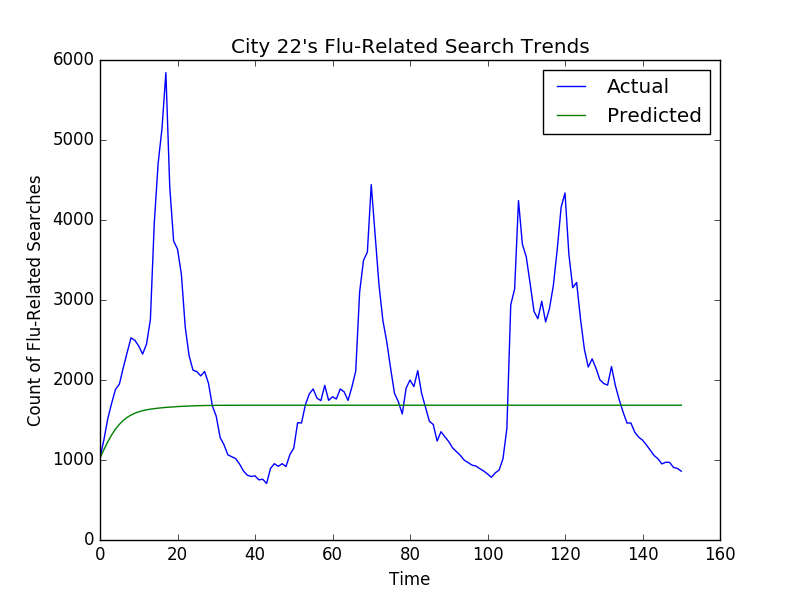 City 22's Flu-Related Search Trends
6000
5000
4000
3000
2000
1000
0
Count of Flu-Related Searches
Actual
Predicted
0 20 40 60 80 100 120 140 160
Time